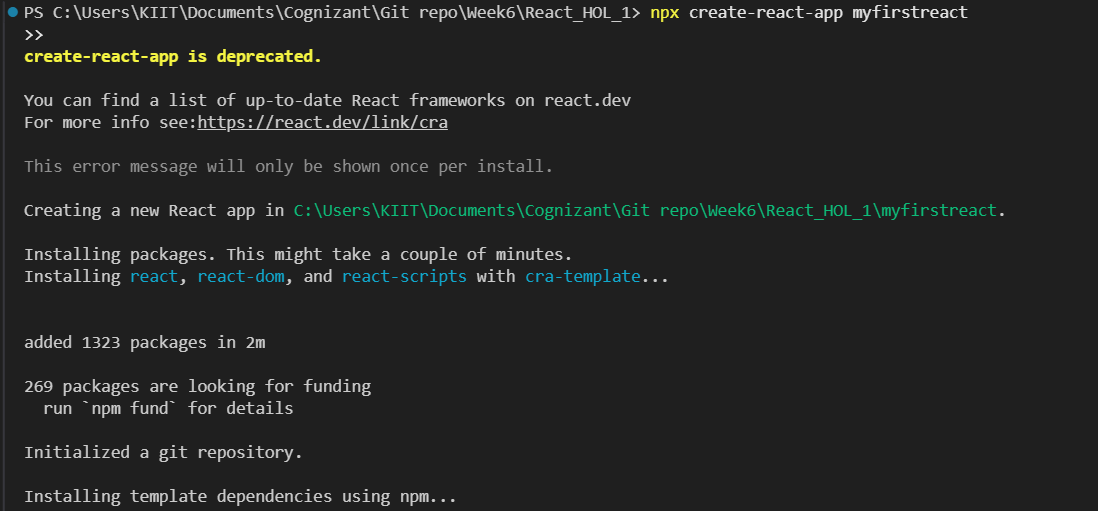 PS C:\Users\KIIT\Documents\Cognizant\Git repo\Week6\React_HOL_1> npx create-react-app myfirstreact
>>
create-react-app is deprecated.
You can find a list of up-to-date React frameworks on react.dev
For more info see:https://react.dev/link/cra
This error message will only be shown once per install.
Creating a new React app in C:\Users\KIIT\Documents\Cognizant\Git repo\Week6\React_HOL_1\myfirstreact.
Installing packages. This might take a couple of minutes.
Installing react, react-dom, and react-scripts with cra-template...
added 1323 packages in 2m
269 packages are looking for funding
  run `npm fund` for details
Initialized a git repository.
Installing template dependencies using npm...